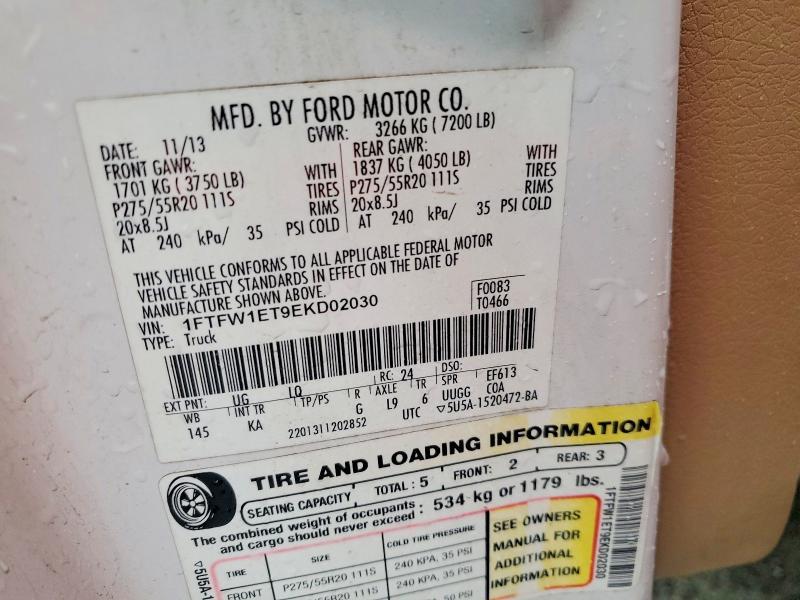 MFD. BY FORD MOTOR CO.
DATE: 11/13 GVWR: 3266 KG ( 7200 LB)
FRONT GAWR: REAR GAWR:
1701 KG ( 3750 LB) WITH 1837 KG ( 4050 LB) WITH
P275/55R20 111S TIRES P275/55R20 111S TIRES
20x8.5J RIMS 20x8.5J RIMS
AT 240 kPa/ 35 PSI COLD AT 240 kPa/ 35 PSI COLD
THIS VEHICLE CONFORMS TO ALL APPLICABLE FEDERAL MOTOR
VEHICLE SAFETY STANDARDS IN EFFECT ON THE DATE OF
MANUFACTURE SHOWN ABOVE.
VIN: 1FTFW1ET9EKD02030 F0083
TYPE: Truck T0466
EXT PNT: UG LQ RC: 24 DSO:
WB INT TR TP/PS R AXLE TR SPR EF613
145 KA G L9 6 UUGG COA
2201311202852 UTC ▽5U5A-1520472-BA
TIRE AND LOADING INFORMATION
SEATING CAPACITY TOTAL : 5 FRONT: 2 REAR: 3
The combined weight of occupants : 534 kg or 1179 lbs.
and cargo should never exceed :
TIRE SIZE COLD TIRE PRESSURE
FRONT P275/55R20 111S 240 KPA, 35 PSI
/55R20 111S 240 KPA, 35 PSI
50 PSI
SEE OWNERS
MANUAL FOR
ADDITIONAL
INFORMATION
1FTFW1ET9EKD02030
▽5U5A-1